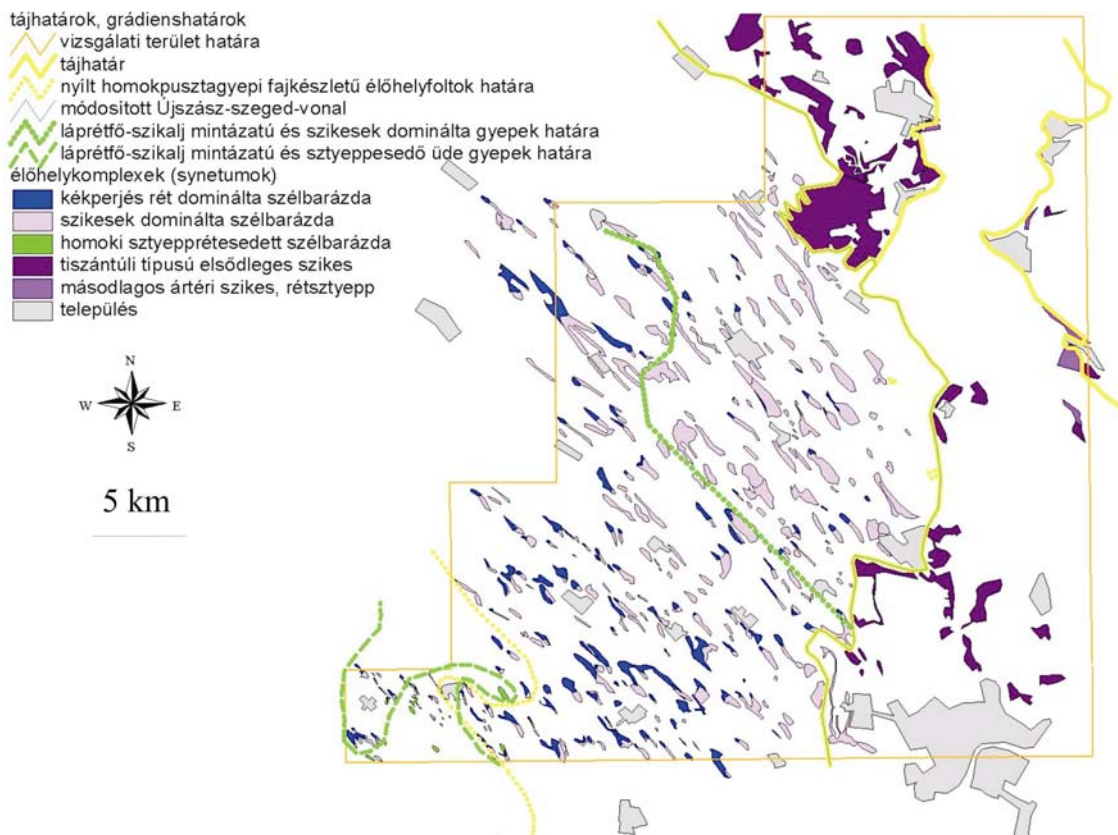 tájhatárok, grádienshatárok
vizsgálati terület határa
tájhatár
nyílt homokpusztagyepi fajkészletű élőhelyfoltok határa
módosított Újszász-szeged-vonal
láprétfő-szikalj mintázatú és szikesek dominálta gyepek határa
láprétfő-szikalj mintázatú és sztyeppesedő üde gyepek határa
élőhelykomplexek (synetumok)
kékperjés rét dominálta szélbarázda
szikesek dominálta szélbarázda
homoki sztyepprétesedett szélbarázda
tiszántúli típusú elsődleges szikes
másodlagos ártéri szikes, rétsztyepp
település
N
W E
S
5 km